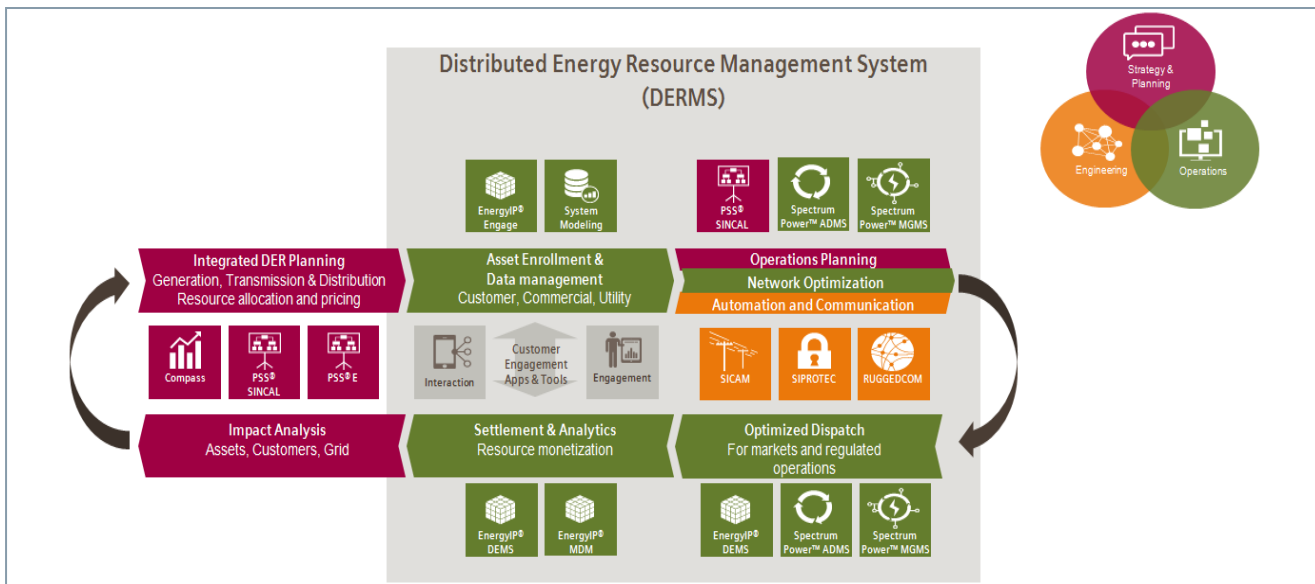 Distributed Energy Resource Management System
(DERMS)
Strategy &
Planning
Engineering
Operations
EnergyIP®
Engage
System
Modeling
PSS®
SINCAL
Spectrum
Power™ ADMS
Spectrum
Power™ MGMS
Integrated DER Planning
Generation, Transmission & Distribution
Resource allocation and pricing
Asset Enrollment &
Data management
Customer, Commercial, Utility
Operations Planning
Network Optimization
Automation and Communication
Compass
PSS®
SINCAL
PSS®E
Interaction
Customer
Engagement
Apps & Tools
Engagement
SICAM
SIPROTEC
RUGGEDCOM
Impact Analysis
Assets, Customers, Grid
Settlement & Analytics
Resource monetization
Optimized Dispatch
For markets and regulated
operations
EnergyIP®
DEMS
EnergyIP®
MDM
EnergyIP®
DEMS
Spectrum
Power™ ADMS
Spectrum
Power™ MGMS